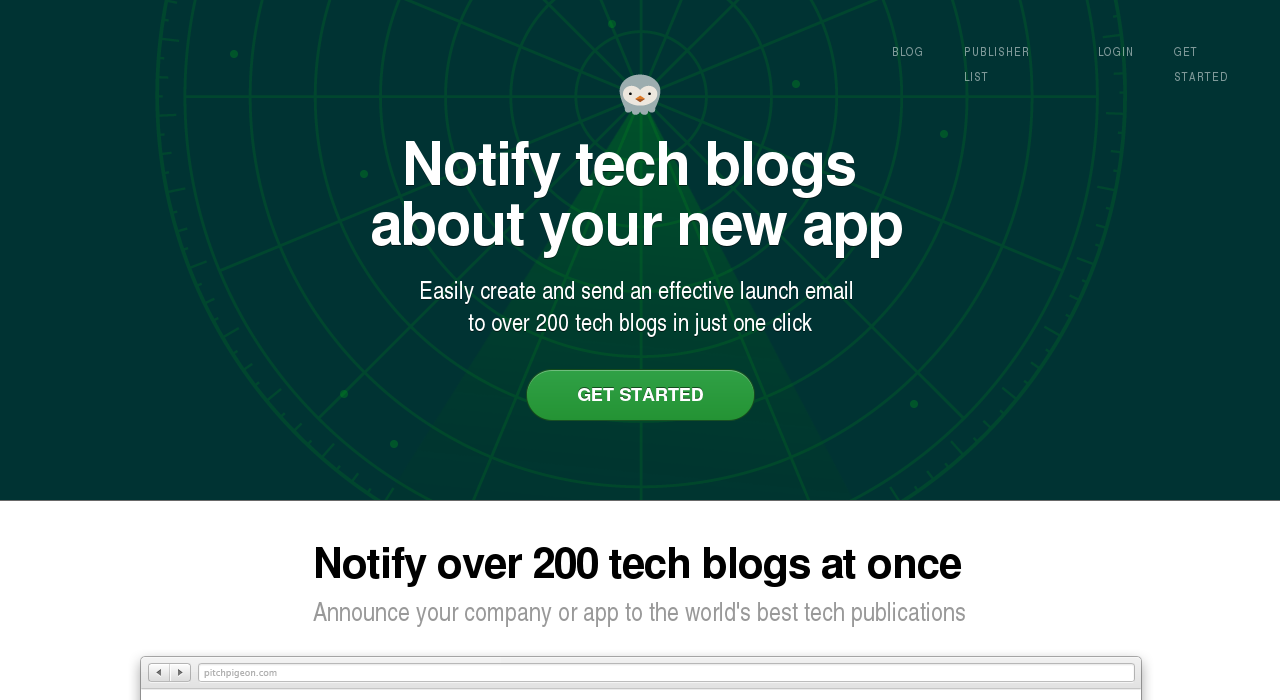 BLOG
PUBLISHER
LIST
LOGIN
GET
STARTED
Notify tech blogs
about your new app
Easily create and send an effective launch email
to over 200 tech blogs in just one click
GET STARTED
Notify over 200 tech blogs at once
Announce your company or app to the world's best tech publications
pitchpigeon.com